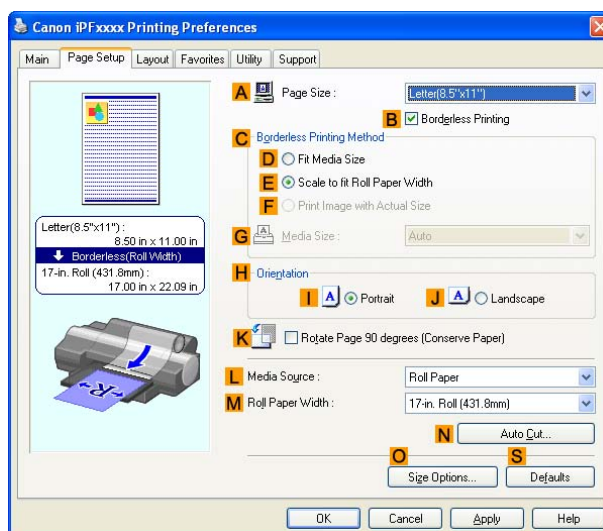 Canon iPFxxxx Printing Preferences
Main Page Setup Layout Favorites Utility Support
A Page Size : Letter(8.5"x11")
B Borderless Printing
C Borderless Printing Method
D Fit Media Size
E Scale to fit Roll Paper Width
F Print Image with Actual Size
G Media Size : Auto
Letter(8.5"x11") :
8.50 in x 11.00 in
Borderless(Roll Width)
17-in. Roll (431.8mm) :
17.00 in x 22.09 in
H Orientation
I A Portrait J A Landscape
K Rotate Page 90 degrees (Conserve Paper)
R
L Media Source : Roll Paper
M Roll Paper Width : 17-in. Roll (431.8mm)
N Auto Cut...
O S
Size Options... Defaults
OK Cancel Apply Help